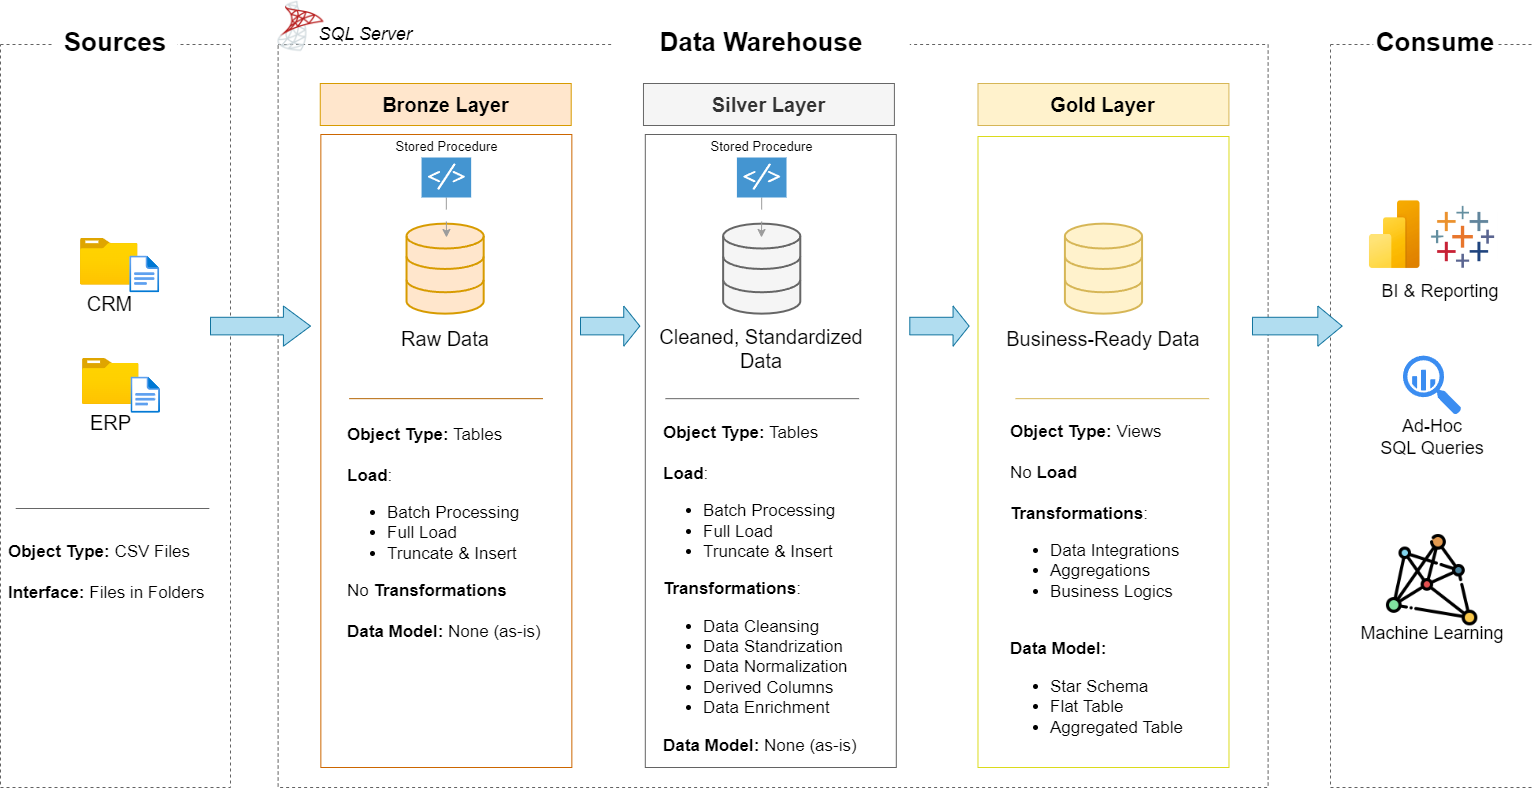 Sources
CRM
ERP
Object Type: CSV Files
Interface: Files in Folders
SQL Server
Data Warehouse
Bronze Layer
Stored Procedure
</>
Raw Data
Object Type: Tables
Load:
Batch Processing
Full Load
Truncate & Insert
No Transformations
Data Model: None (as-is)
Silver Layer
Stored Procedure
</>
Cleaned, Standardized
Data
Object Type: Tables
Load:
Batch Processing
Full Load
Truncate & Insert
Transformations:
Data Cleansing
Data Standrization
Data Normalization
Derived Columns
Data Enrichment
Data Model: None (as-is)
Gold Layer
Business-Ready Data
Object Type: Views
No Load
Transformations:
Data Integrations
Aggregations
Business Logics
Data Model:
Star Schema
Flat Table
Aggregated Table
Consume
BI & Reporting
Ad-Hoc
SQL Queries
Machine Learning